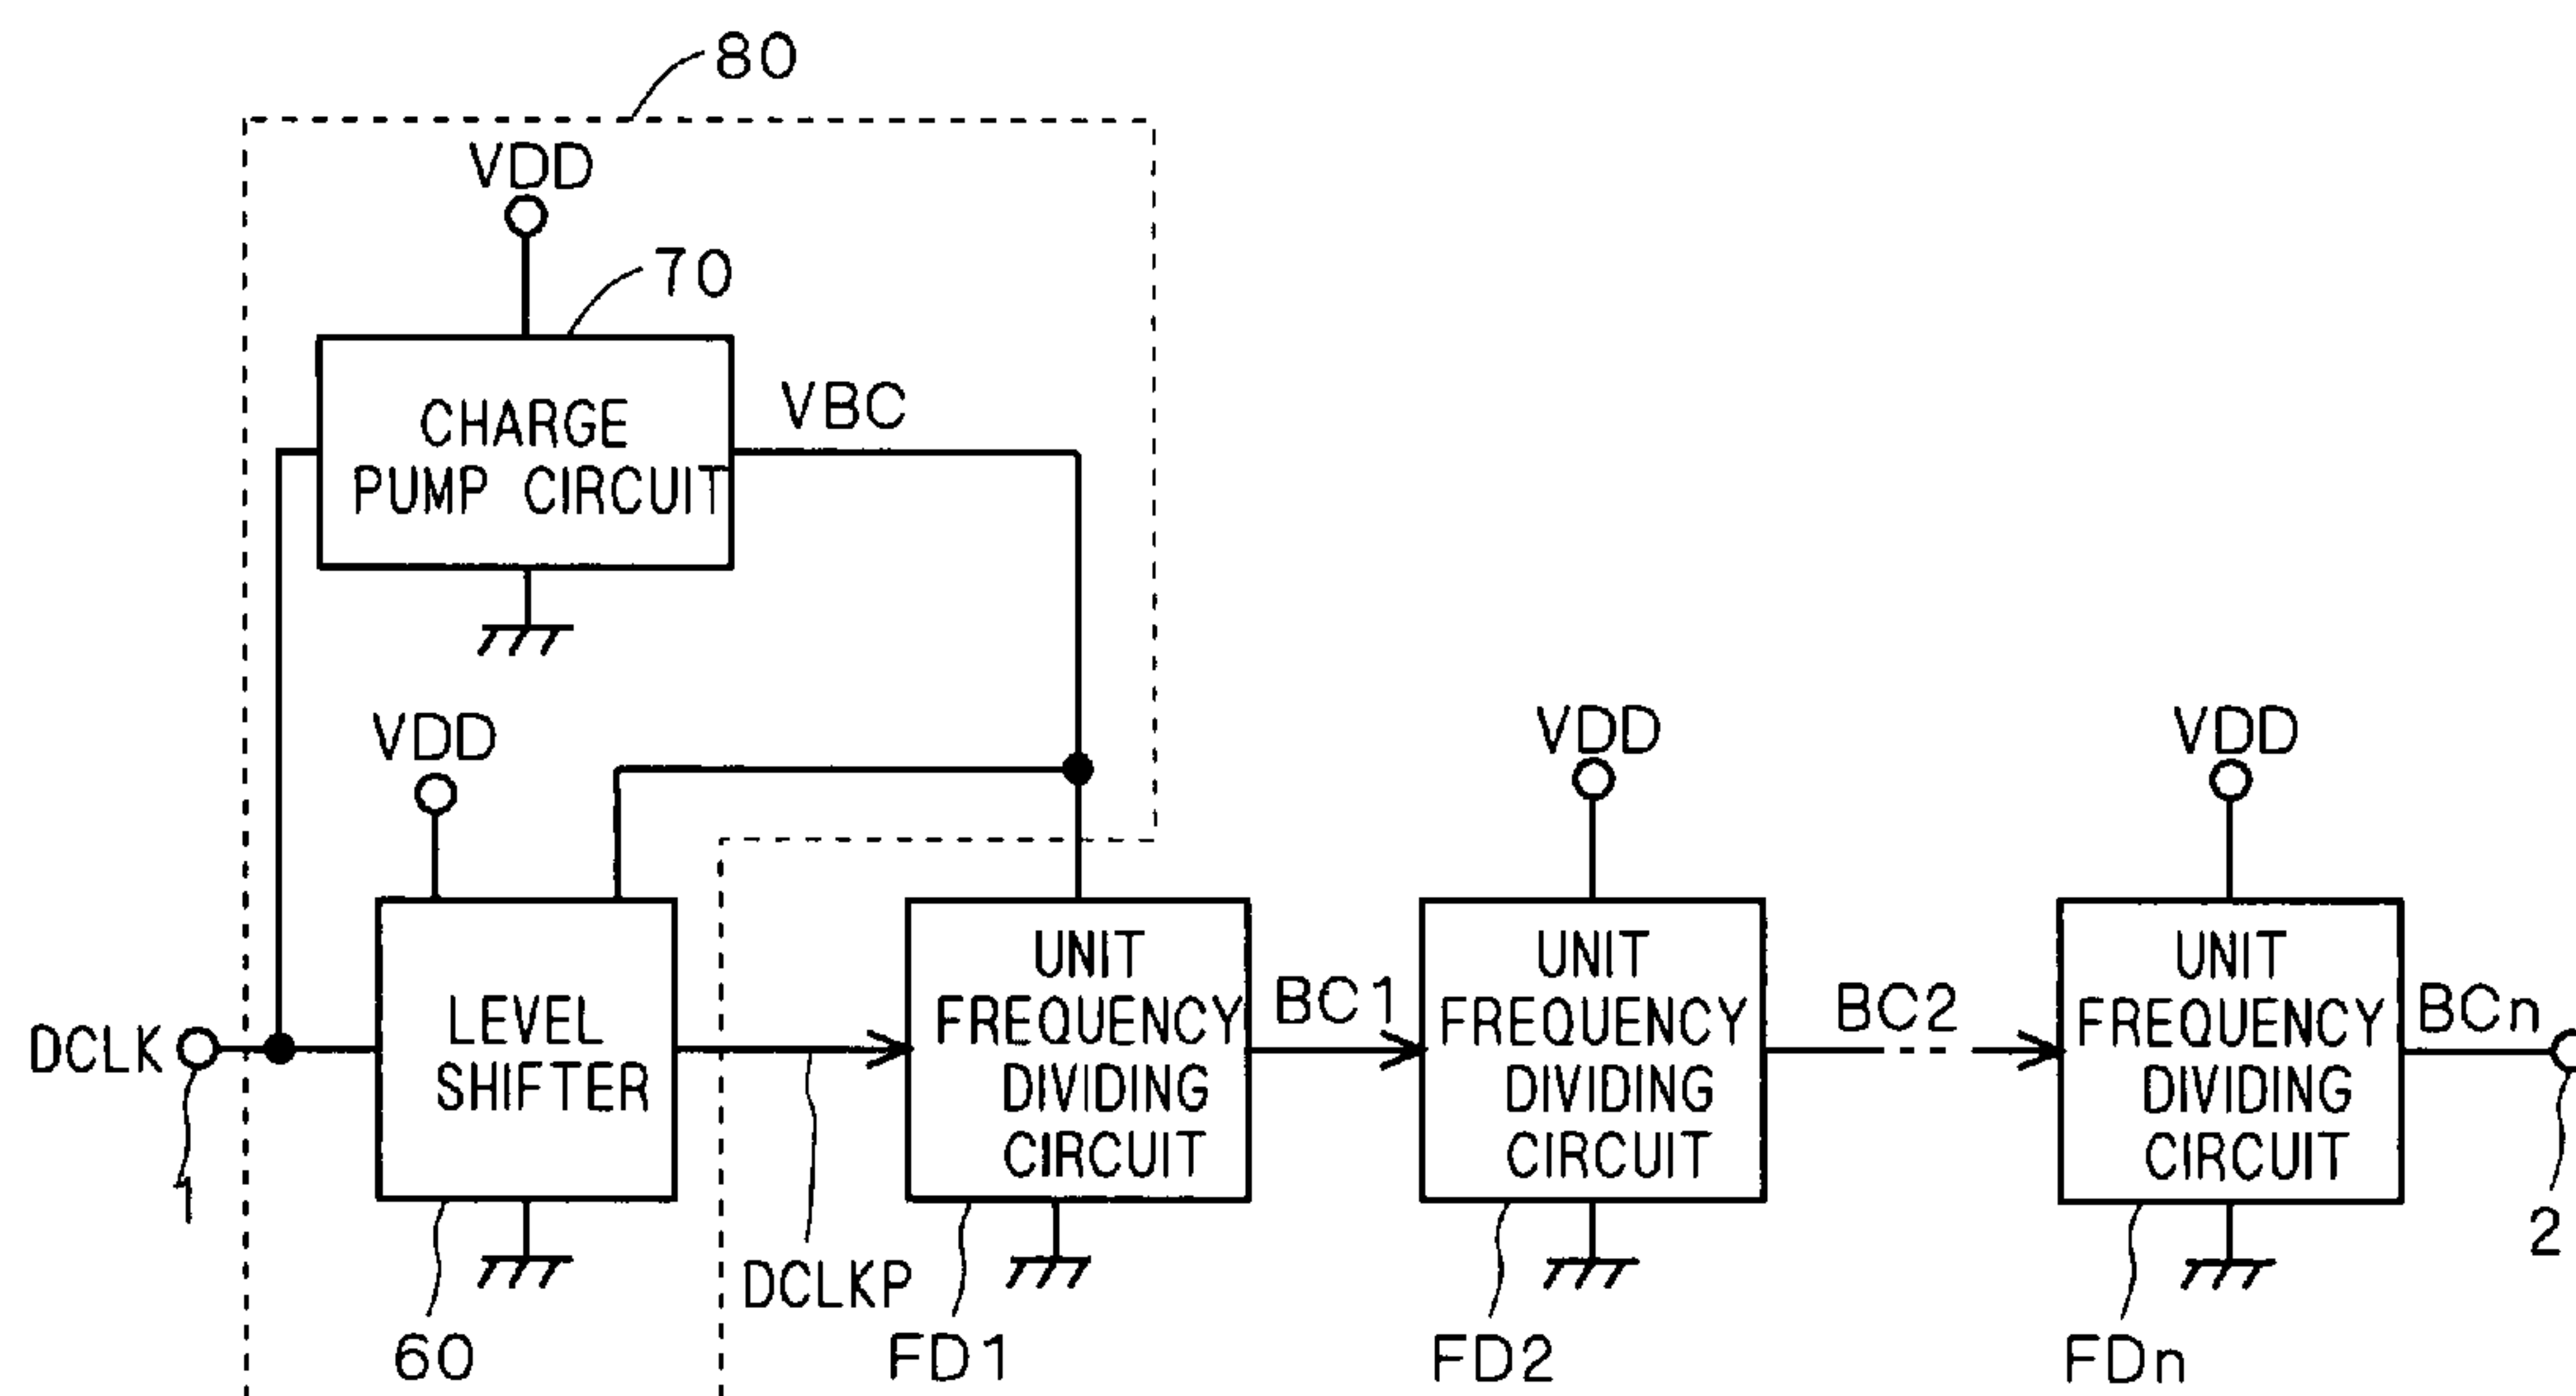 80
VDD
70
CHARGE
PUMP CIRCUIT
VBC
VDD
VDD
VDD
DCLK
1
LEVEL
SHIFTER
60
DCLKP
UNIT
FREQUENCY
DIVIDING
CIRCUIT
FD1
BC1
UNIT
FREQUENCY
DIVIDING
CIRCUIT
FD2
BC2
UNIT
FREQUENCY
DIVIDING
CIRCUIT
FDn
BCn
2